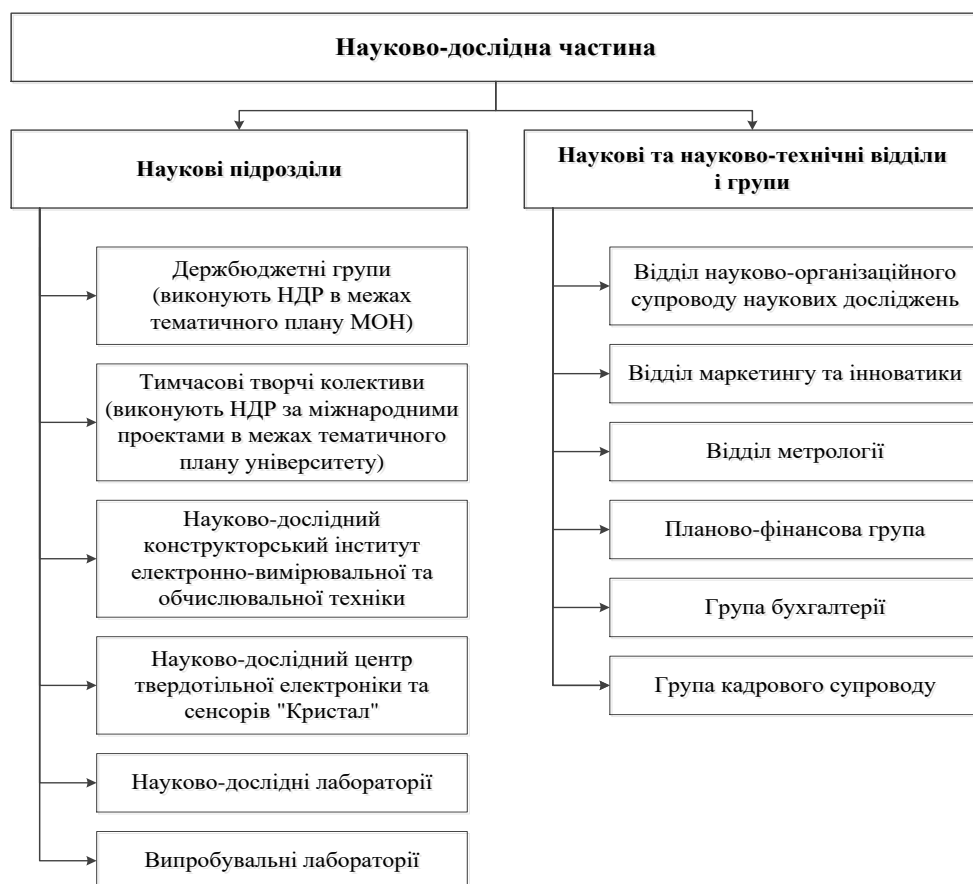 Науково-дослідна частина
Наукові підрозділи
Наукові та науково-технічні відділи
і групи
Держбюджетні групи
(виконують НДР в межах
тематичного плану МОН)
Тимчасові творчі колективи
(виконують НДР за міжнародними
проектами в межах тематичного
плану університету)
Науково-дослідний
конструкторський інститут
електронно-вимірювальної та
обчислювальної техніки
Науково-дослідний центр
твердотільної електроніки та
сенсорів "Кристал"
Науково-дослідні лабораторії
Випробувальні лабораторії
Відділ науково-організаційного
супроводу наукових досліджень
Відділ маркетингу та інноватики
Відділ метрології
Планово-фінансова група
Група бухгалтерії
Група кадрового супроводу